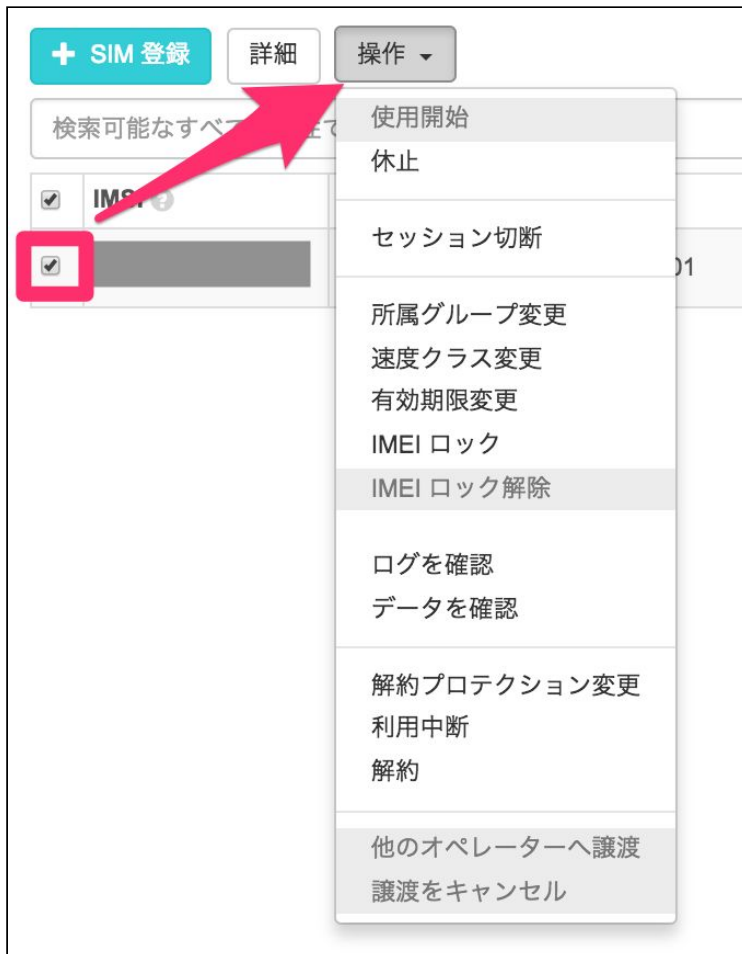 + SIM 登録 詳細 操作
検索可能なすべて
IMSI
01
使用開始
休止
セッション切断
所属グループ変更
速度クラス変更
有効期限変更
IMEI ロック
IMEI ロック解除
ログを確認
データを確認
解約プロテクション変更
利用中断
解約
他のオペレーターへ譲渡
譲渡をキャンセル